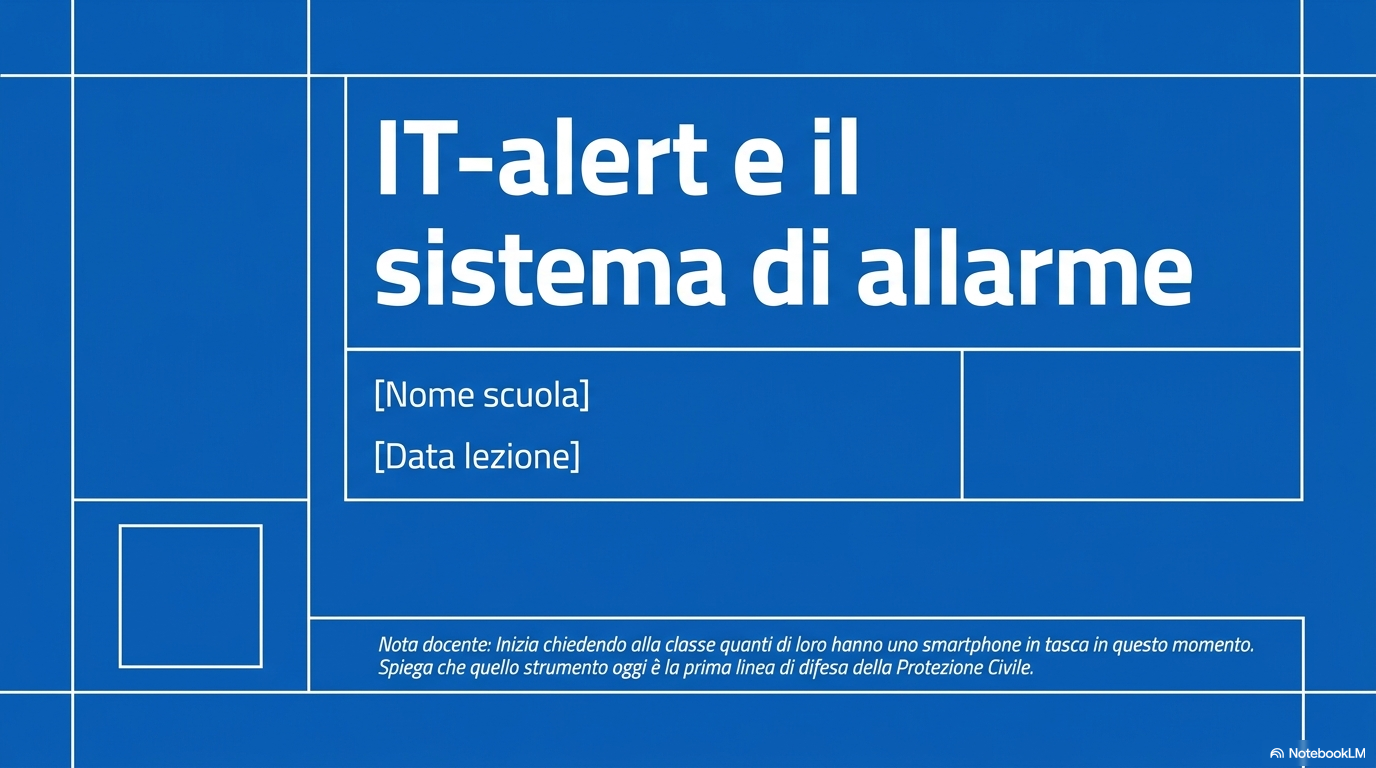 IT-alert e il
sistema di allarme
[Nome scuola]
[Data lezione]
Nota docente: Inizia chiedendo alla classe quanti di loro hanno uno smartphone in tasca in questo momento.
Spiega che quello strumento oggi è la prima linea di difesa della Protezione Civile.
NotebookLM